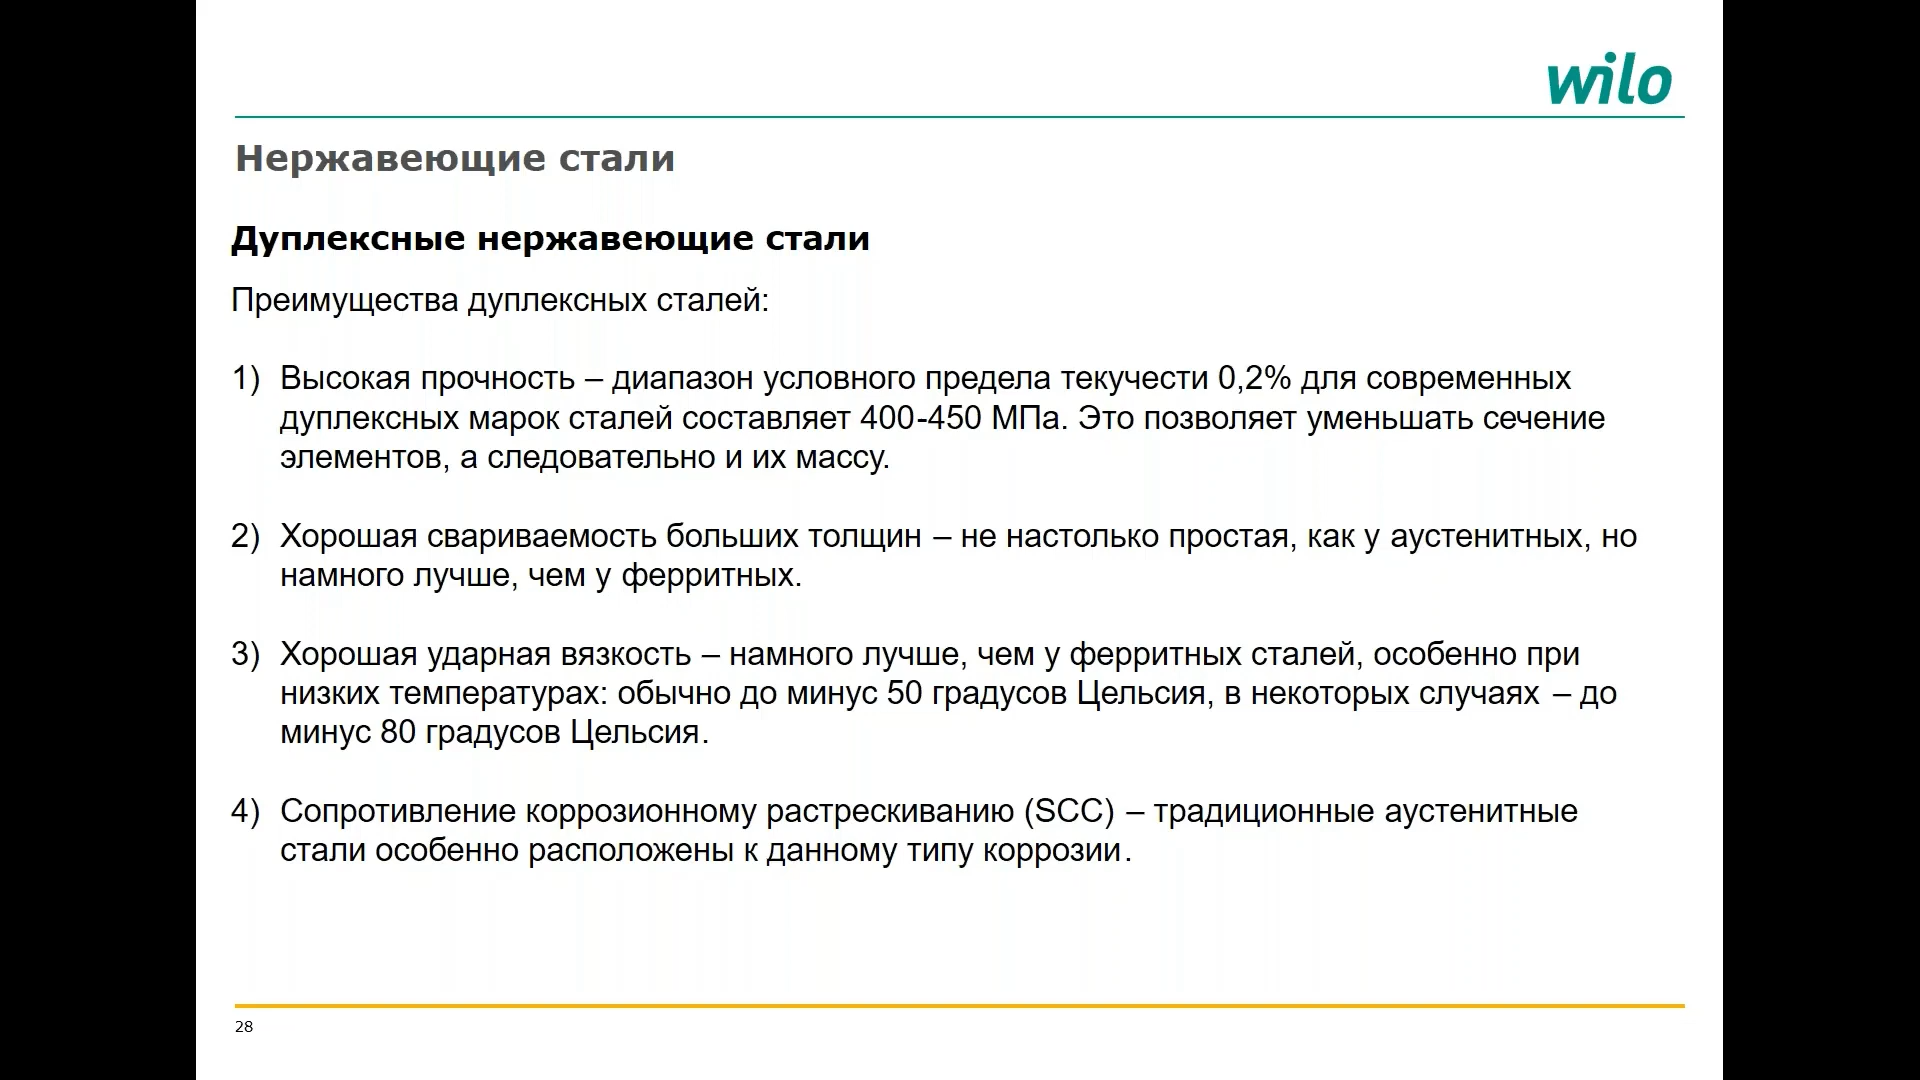 wilo
Нержавеющие стали
Дуплексные нержавеющие стали
Преимущества дуплексных сталей:
1) Высокая прочность – диапазон условного предела текучести 0,2% для современных
дуплексных марок сталей составляет 400-450 МПа. Это позволяет уменьшать сечение
элементов, а следовательно и их массу.
2) Хорошая свариваемость больших толщин – не настолько простая, как у аустенитных, но
намного лучше, чем у ферритных.
3) Хорошая ударная вязкость – намного лучше, чем у ферритных сталей, особенно при
низких температурах: обычно до минус 50 градусов Цельсия, в некоторых случаях – до
минус 80 градусов Цельсия.
4) Сопротивление коррозионному растрескиванию (SCC) – традиционные аустенитные
стали особенно расположены к данному типу коррозии.
28